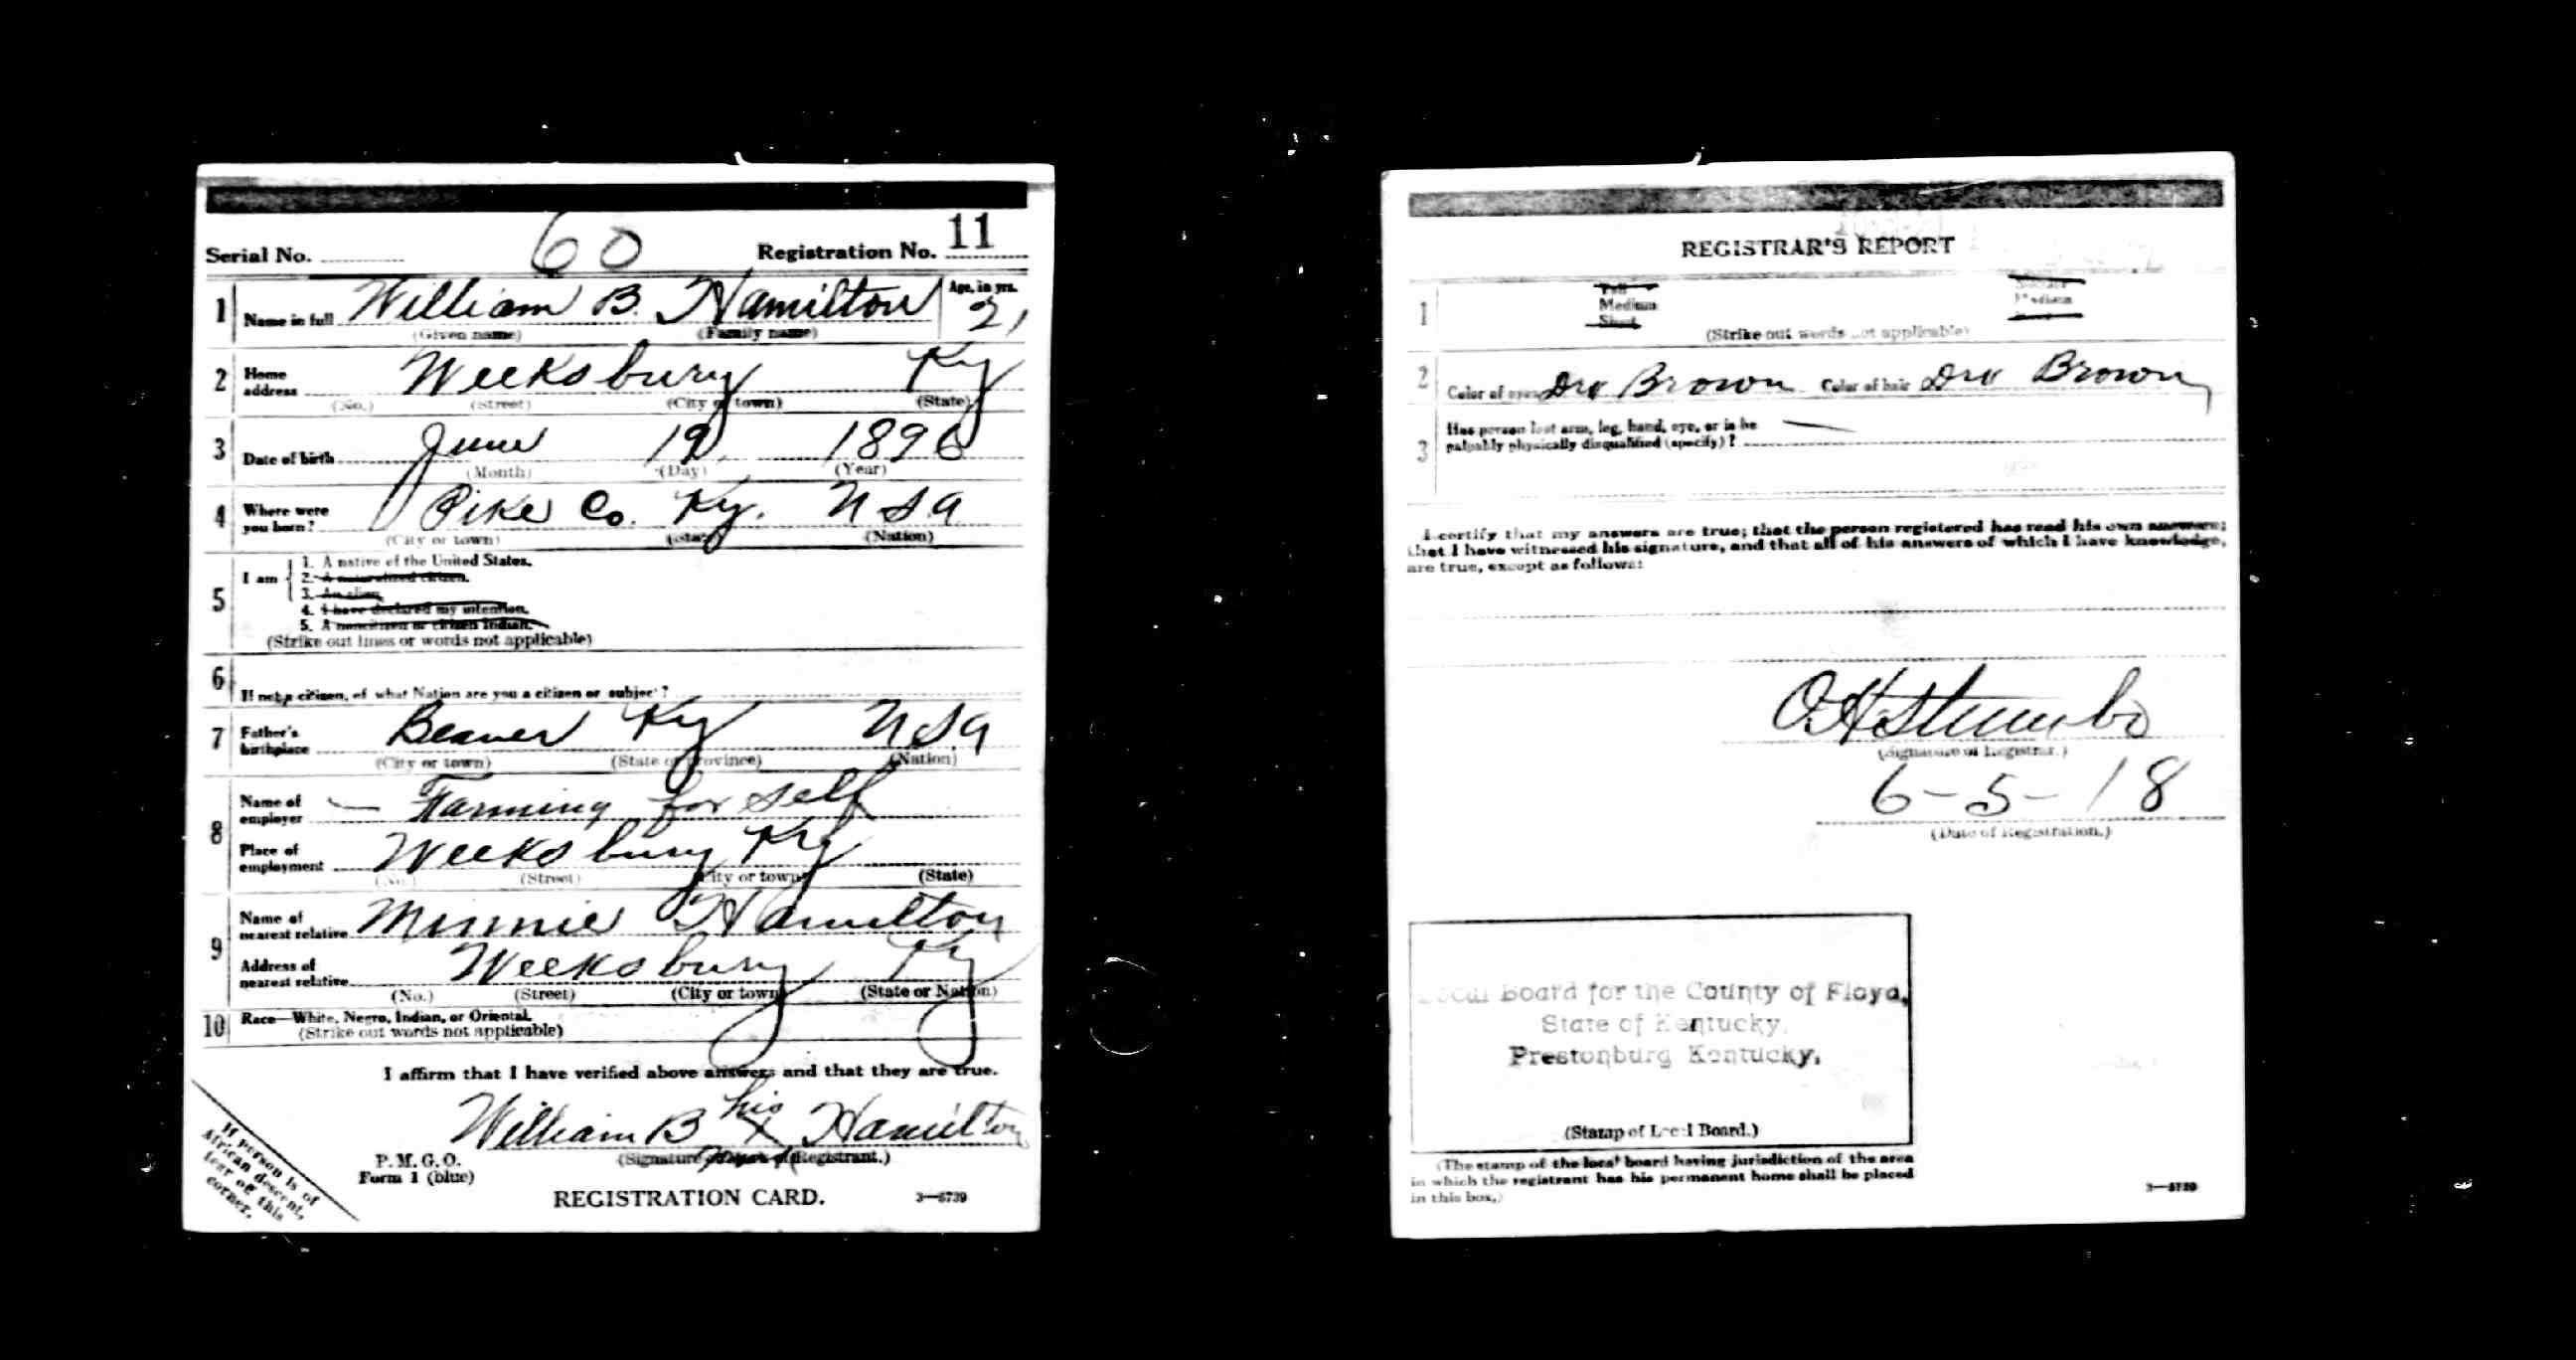 Serial No. 60 Registration No. 11
1 Name in full William B. Hamilton Age, in yrs. 21
(Given name) (Family name)
2 Home address Weeksbury Ky
(No.) (Street) (City or town) (State)
3 Date of birth June 19 1896
(Month) (Day) (Year)
4 Where were you born? Pike Co. Ky. USA
(City or town) (State) (Nation)
5 I am
1. A native of the United States.
2. A naturalized citizen.
3. An alien.
4. I have declared my intention.
5. A noncitizen or citizen Indian.
(Strike out lines or words not applicable)
6 If not a citizen, of what Nation are you a citizen or subject?
7 Father's birthplace Beaver Ky USA
(City or town) (State or province) (Nation)
8 Name of employer — Farming for self
Place of employment Weeksbury Ky
(No.) (Street) (City or town) (State)
9 Name of nearest relative Minnie Hamilton
Address of nearest relative Weeksbury Ky
(No.) (Street) (City or town) (State or Nation)
10 Race—White, Negro, Indian, or Oriental.
(Strike out words not applicable)
I affirm that I have verified above answers and that they are true.
William B his X Hamilton
mark
(Signature or mark of Registrant.)
P. M. G. O.
Form 1 (blue)
REGISTRATION CARD. 3—5739
If person is of
African descent,
tear off this
corner.
REGISTRAR'S REPORT
1 Tall
Medium Medium
Short
(Strike out words not applicable)
2 Color of eyes Brown Color of hair Brown
3 Has person lost arm, leg, hand, eye, or is he
palpably physically disqualified (specify)? —
I certify that my answers are true; that the person registered has read his own answers;
that I have witnessed his signature, and that all of his answers of which I have knowledge,
are true, except as follows:
O.H. Stumbo
(Signature of Registrar.)
6-5-18
(Date of Registration.)
Local Board for the County of Floyd,
State of Kentucky,
Prestonburg Kentucky.
(Stamp of Local Board.)
(The stamp of the local board having jurisdiction of the area
in which the registrant has his permanent home shall be placed
in this box.)
3—5739